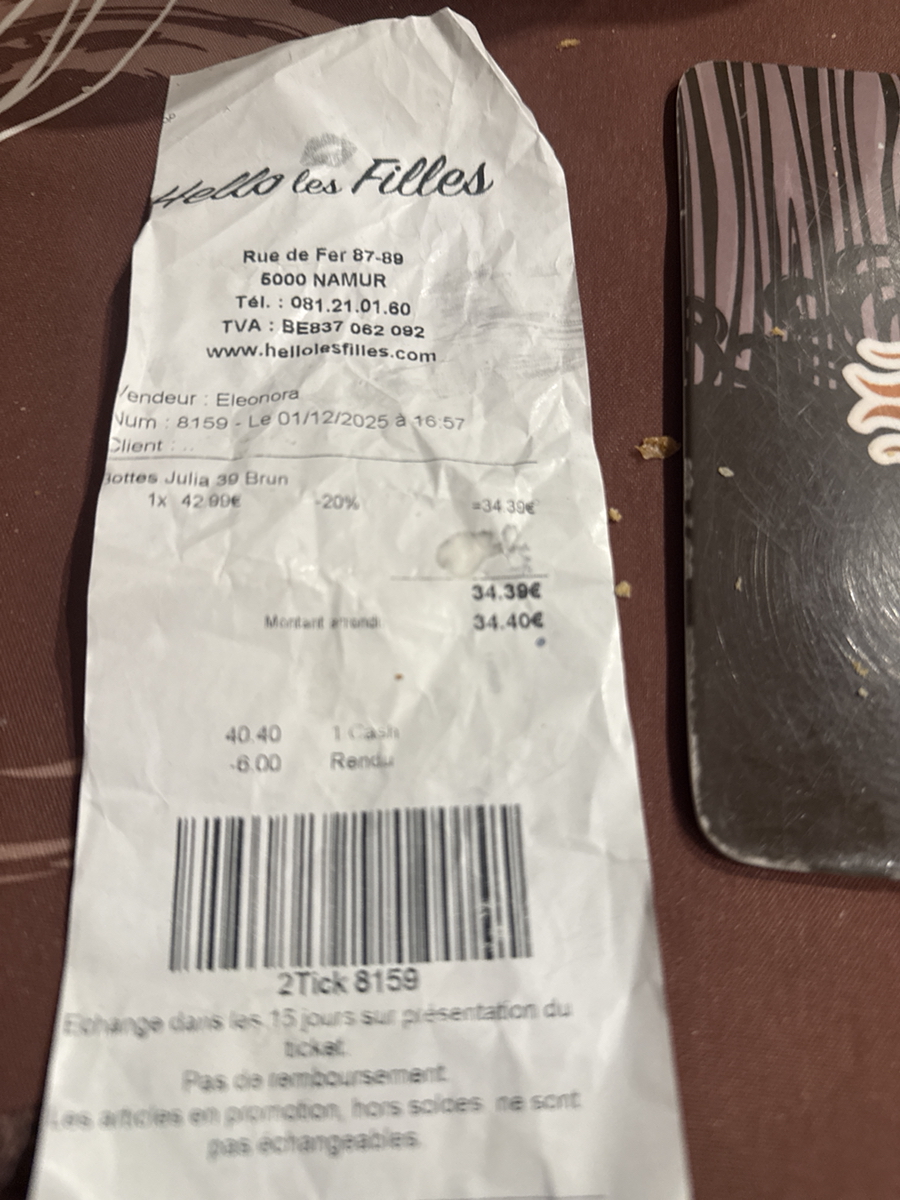 Hello les Filles
Rue de Fer 87-89
5000 NAMUR
Tél. : 081.21.01.60
TVA : BE837 062 092
www.hellolesfilles.com
Vendeur : Eleonora
Num : 8159 - Le 01/12/2025 à 16:57
Client : ...
Bottes Julia 39 Brun
1x 42.99€ -20% =34.39€
34.39€
Montant arrondi 34.40€
40.40 1 Cash
-6.00 Rendu
2Tick 8159
Echange dans les 15 jours sur présentation du
ticket.
Pas de remboursement.
Les articles en promotion, hors soldes, ne sont
pas échangeables.